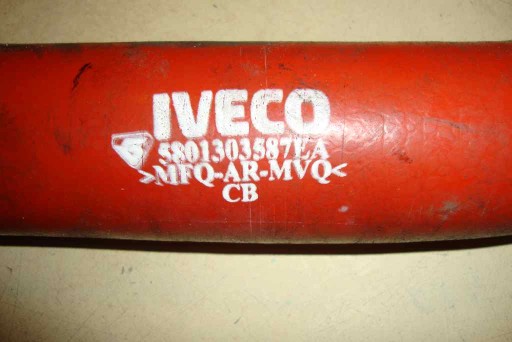 IVECO
5801303587EA
>MFQ-AR-MVQ<
CB